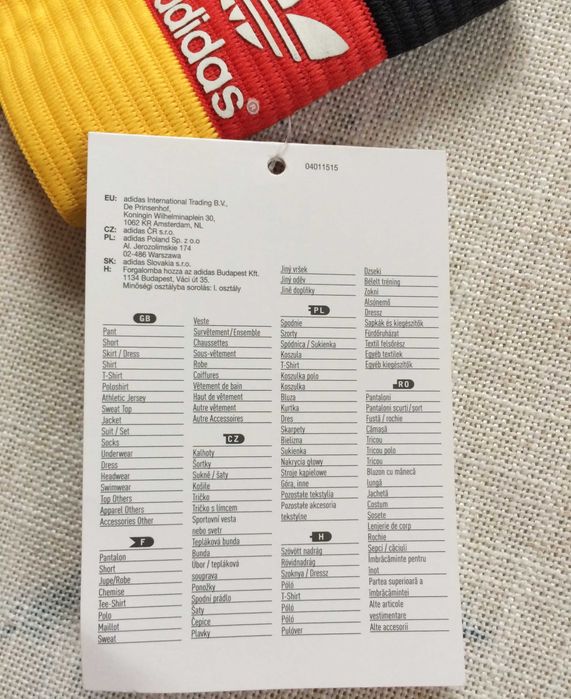 adidas®
04011515
EU: adidas International Trading B.V.,
De Prinsenhof,
Koningin Wilhelminaplein 30,
1062 KR Amsterdam, NL
CZ: adidas ČR s.r.o.
PL: adidas Poland Sp. z o.o
Al. Jerozolimskie 174
02-486 Warszawa
SK: adidas Slovakia s.r.o.
H: Forgalomba hozza az adidas Budapest Kft.
1134 Budapest, Váci út 35.
Minőségi osztályba sorolás: I. osztály
GB
Pant
Short
Skirt / Dress
Shirt
T-Shirt
Poloshirt
Athletic Jersey
Sweat Top
Jacket
Suit / Set
Socks
Underwear
Dress
Headwear
Swimwear
Top Others
Apparel Others
Accessories Other
F
Pantalon
Short
Jupe/Robe
Chemise
Tee-Shirt
Polo
Maillot
Sweat
Veste
Survêtement/Ensemble
Chaussettes
Sous-vêtement
Robe
Coiffures
Vêtement de bain
Haut de vêtement
Autre vêtement
Autre Accessoires
CZ
Kalhoty
Šortky
Sukně / šaty
Košile
Tričko
Tričko s límcem
Sportovní vesta
nebo svetr
Tepláková bunda
Bunda
Úbor / tepláková
souprava
Ponožky
Spodní prádlo
Šaty
Čepice
Plavky
Jiný vršek
Jiný oděv
Jiné doplňky
PL
Spodnie
Szorty
Spódnica / Sukienka
Koszula
T-Shirt
Koszulka polo
Koszulka
Bluza
Kurtka
Dres
Skarpety
Bielizna
Sukienka
Nakrycia głowy
Stroje kąpielowe
Góra, inne
Pozostałe tekstylia
Pozostałe akcesoria
tekstylne
H
Szövött nadrág
Rövidnadrág
Szoknya / Dressz
Póló
T-Shirt
Póló
Póló
Pulóver
Dzseki
Bélelt tréning
Zokni
Alsónemő
Dressz
Sapkák és kiegészítők
Fürdőruházat
Textil felsőrész
Egyéb textilek
Egyéb kiegészítők
RO
Pantaloni
Pantaloni scurti/sort
Fustă / rochie
Cămașă
Tricou
Tricou polo
Tricou
Bluzon cu mânecă
lungă
Jachetă
Costum
Șosete
Lenjerie de corp
Rochie
Șepci / căciuli
Îmbrăcăminte pentru
înot
Partea superioară a
îmbrăcămintei
Alte articole
vestimentare
Alte accesorii